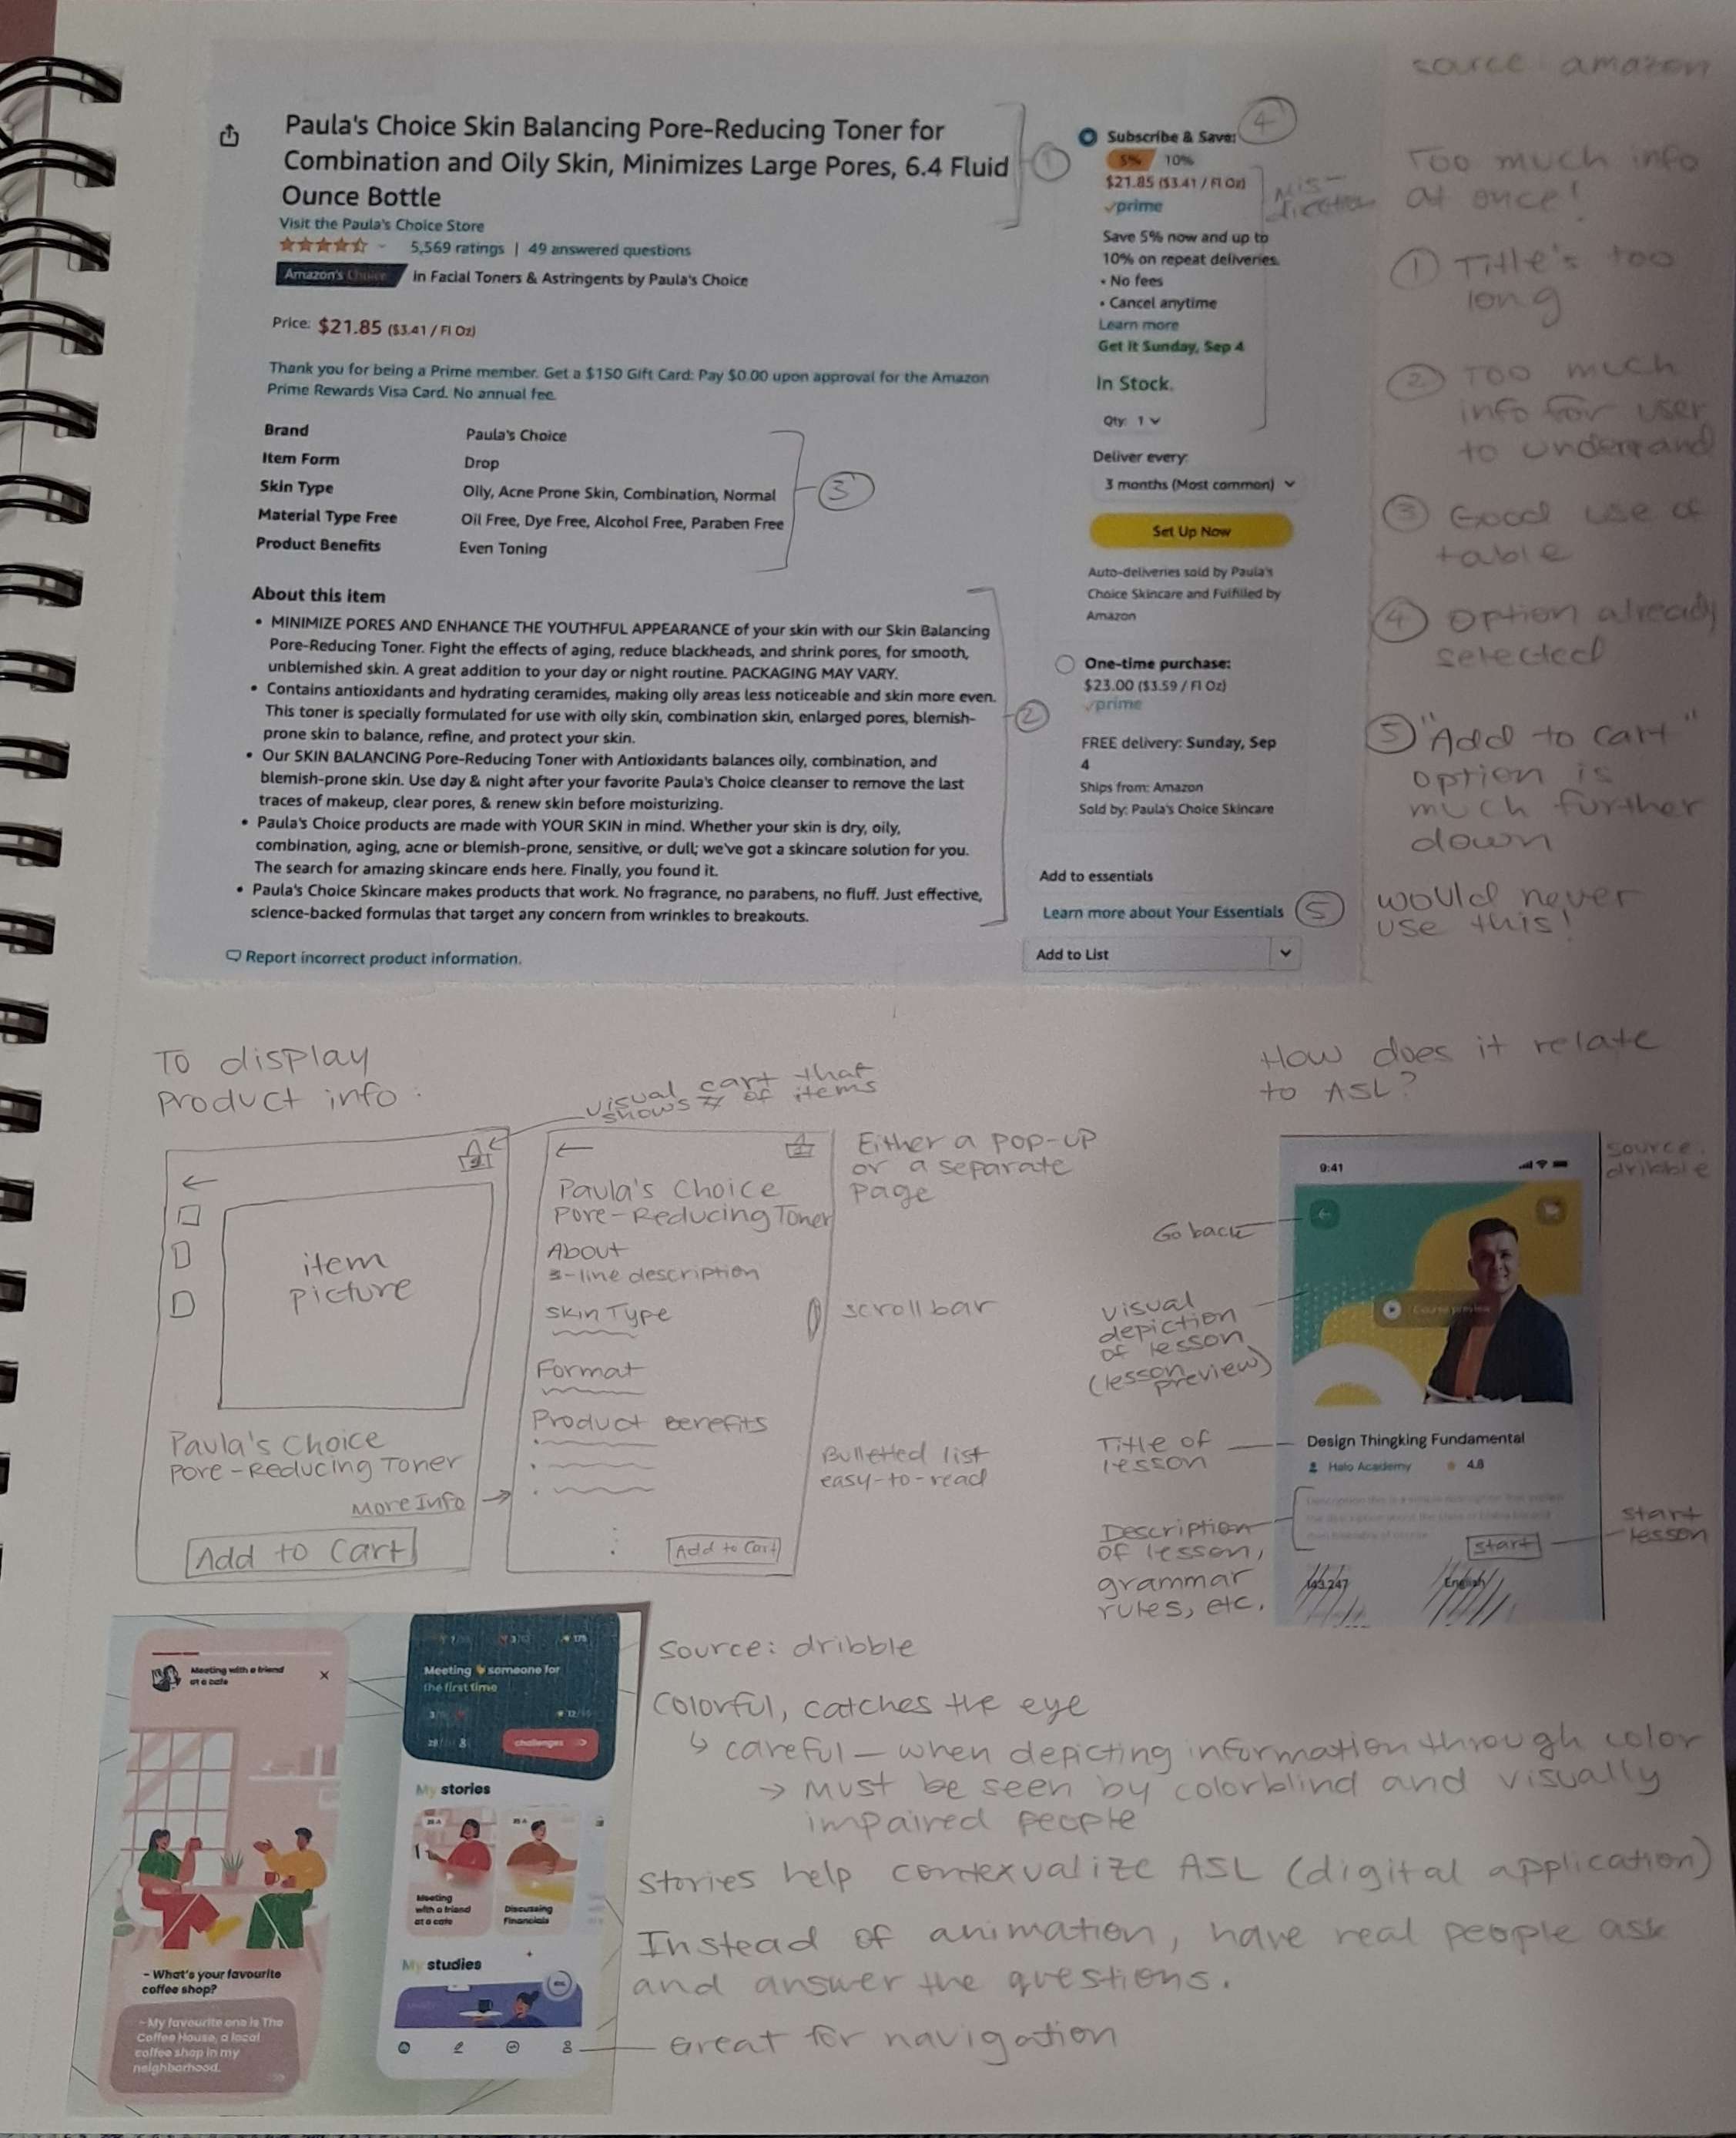 source: amazon
Paula's Choice Skin Balancing Pore-Reducing Toner for
Combination and Oily Skin, Minimizes Large Pores, 6.4 Fluid
Ounce Bottle
Visit the Paula's Choice Store
5,569 ratings | 49 answered questions
Amazon's Choice in Facial Toners & Astringents by Paula's Choice
Price: $21.85 ($3.41 / Fl Oz)
Thank you for being a Prime member. Get a $150 Gift Card: Pay $0.00 upon approval for the Amazon
Prime Rewards Visa Card. No annual fee.
Brand Paula's Choice
Item Form Drop
Skin Type Oily, Acne Prone Skin, Combination, Normal
Material Type Free Oil Free, Dye Free, Alcohol Free, Paraben Free
Product Benefits Even Toning
About this item
• MINIMIZE PORES AND ENHANCE THE YOUTHFUL APPEARANCE of your skin with our Skin Balancing
Pore-Reducing Toner. Fight the effects of aging, reduce blackheads, and shrink pores, for smooth,
unblemished skin. A great addition to your day or night routine. PACKAGING MAY VARY.
• Contains antioxidants and hydrating ceramides, making oily areas less noticeable and skin more even.
This toner is specially formulated for use with oily skin, combination skin, enlarged pores, blemish-
prone skin to balance, refine, and protect your skin.
• Our SKIN BALANCING Pore-Reducing Toner with Antioxidants balances oily, combination, and
blemish-prone skin. Use day & night after your favorite Paula's Choice cleanser to remove the last
traces of makeup, clear pores, & renew skin before moisturizing.
• Paula's Choice products are made with YOUR SKIN in mind. Whether your skin is dry, oily,
combination, aging, acne or blemish-prone, sensitive, or dull; we've got a skincare solution for you.
The search for amazing skincare ends here. Finally, you found it.
• Paula's Choice Skincare makes products that work. No fragrance, no parabens, no fluff. Just effective,
science-backed formulas that target any concern from wrinkles to breakouts.
Report incorrect product information.
1
3
2
Subscribe & Save:
4
5% 10%
$21.85 ($3.41 / Fl Oz)
prime
Mis-
direction
Save 5% now and up to
10% on repeat deliveries.
• No fees
• Cancel anytime
Learn more
Get it Sunday, Sep 4
In Stock.
Qty: 1
Deliver every:
3 months (Most common)
Set Up Now
Auto-deliveries sold by Paula's
Choice Skincare and Fulfilled by
Amazon
One-time purchase:
$23.00 ($3.59 / Fl Oz)
prime
FREE delivery: Sunday, Sep
4
Ships from: Amazon
Sold by: Paula's Choice Skincare
Add to essentials
Learn more about Your Essentials
5
Add to List
Too much info
at once!
1 Title's too
long
2 Too much
info for user
to understand
3 Good use of
table
4 Option already
selected
5 "Add to cart"
option is
much further
down
would never
use this!
To display
product info:
visual cart that
shows # of items
item
picture
Paula's Choice
Pore-Reducing Toner
More Info
Add to Cart
Paula's Choice
Pore-Reducing Toner
About
3-line description
Skin Type
Format
Product Benefits
Add to Cart
Either a pop-up
or a separate
page
scrollbar
Bulletted list
easy-to-read
How does it relate
to ASL?
source:
dribble
9:41
Go back
visual
depiction
of lesson
(lesson
preview)
Course preview
Title of
lesson
Design Thingking Fundamental
Halo Academy 4.8
Description
of lesson,
grammar
rules, etc.
start
start
lesson
143.247
English
Meeting with a friend
at a cafe
- What's your favourite
coffee shop?
- My favourite one is The
Coffee House, a local
coffee shop in my
neighborhood.
175
Meeting someone for
the first time
challenges
My stories
Meeting
with a friend
at a cafe
Discussing
Financials
My studies
source: dribble
colorful, catches the eye
↳ careful — when depicting information through color
→ must be seen by colorblind and visually
impaired people
stories help contexualize ASL (digital application)
Instead of animation, have real people ask
and answer the questions.
Great for navigation